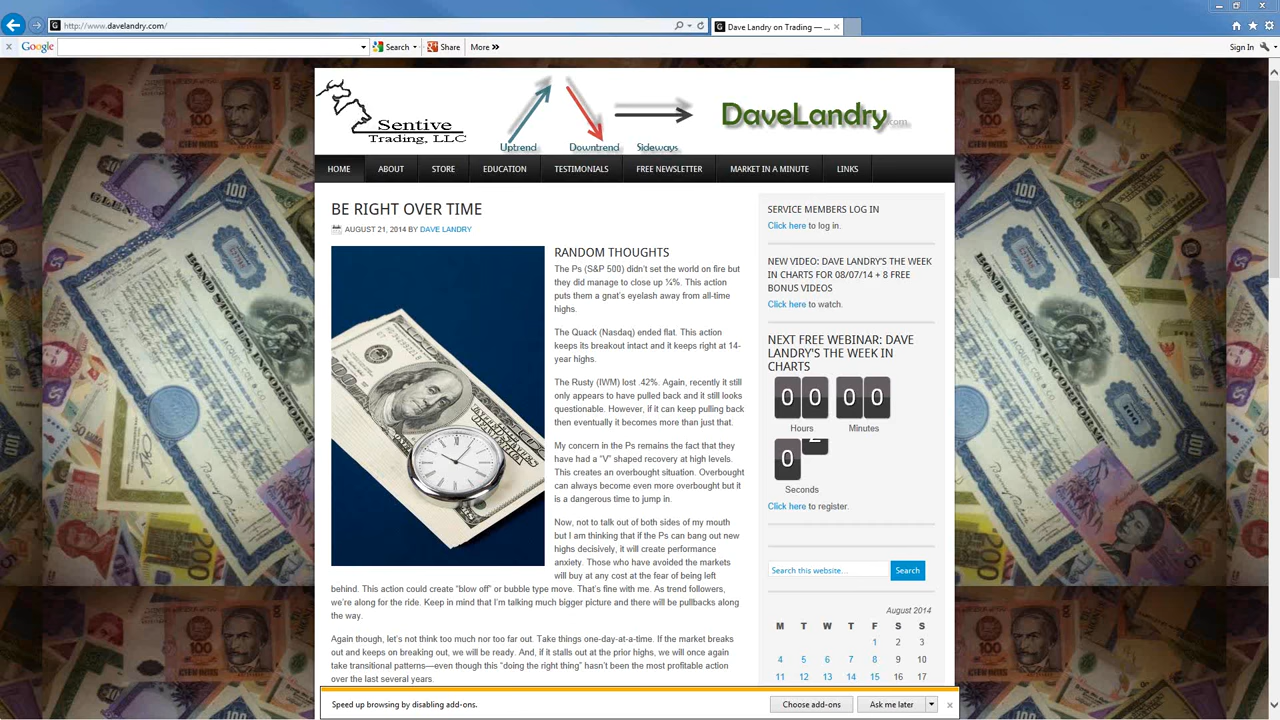 http://www.davelandry.com/
Dave Landry on Trading — ...
Google
Search
Share
More »
Sign In
Sentive
Trading, LLC
Uptrend
Downtrend
Sideways
DaveLandry.com
HOME
ABOUT
STORE
EDUCATION
TESTIMONIALS
FREE NEWSLETTER
MARKET IN A MINUTE
LINKS
BE RIGHT OVER TIME
AUGUST 21, 2014 BY DAVE LANDRY
RANDOM THOUGHTS
The Ps (S&P 500) didn't set the world on fire but
they did manage to close up ¼%. This action
puts them a gnat's eyelash away from all-time
highs.
The Quack (Nasdaq) ended flat. This action
keeps its breakout intact and it keeps right at 14-
year highs.
The Rusty (IWM) lost .42%. Again, recently it still
only appears to have pulled back and it still looks
questionable. However, if it can keep pulling back
then eventually it becomes more than just that.
My concern in the Ps remains the fact that they
have had a "V" shaped recovery at high levels.
This creates an overbought situation. Overbought
can always become even more overbought but it
is a dangerous time to jump in.
Now, not to talk out of both sides of my mouth
but I am thinking that if the Ps can bang out new
highs decisively, it will create performance
anxiety. Those who have avoided the markets
will buy at any cost at the fear of being left
behind. This action could create "blow off" or bubble type move. That's fine with me. As trend followers,
we're along for the ride. Keep in mind that I'm talking much bigger picture and there will be pullbacks along
the way.
Again though, let's not think too much nor too far out. Take things one-day-at-a-time. If the market breaks
out and keeps on breaking out, we will be ready. And, if it stalls out at the prior highs, we will once again
take transitional patterns—even though this "doing the right thing" hasn't been the most profitable action
over the last several years.
SERVICE MEMBERS LOG IN
Click here to log in.
NEW VIDEO: DAVE LANDRY'S THE WEEK
IN CHARTS FOR 08/07/14 + 8 FREE
BONUS VIDEOS
Click here to watch.
NEXT FREE WEBINAR: DAVE
LANDRY'S THE WEEK IN
CHARTS
0 0 0 0
Hours Minutes
0
Seconds
Click here to register.
Search this website... Search
August 2014
M T W T F S S
1 2 3
4 5 6 7 8 9 10
11 12 13 14 15 16 17
Speed up browsing by disabling add-ons.
Choose add-ons
Ask me later